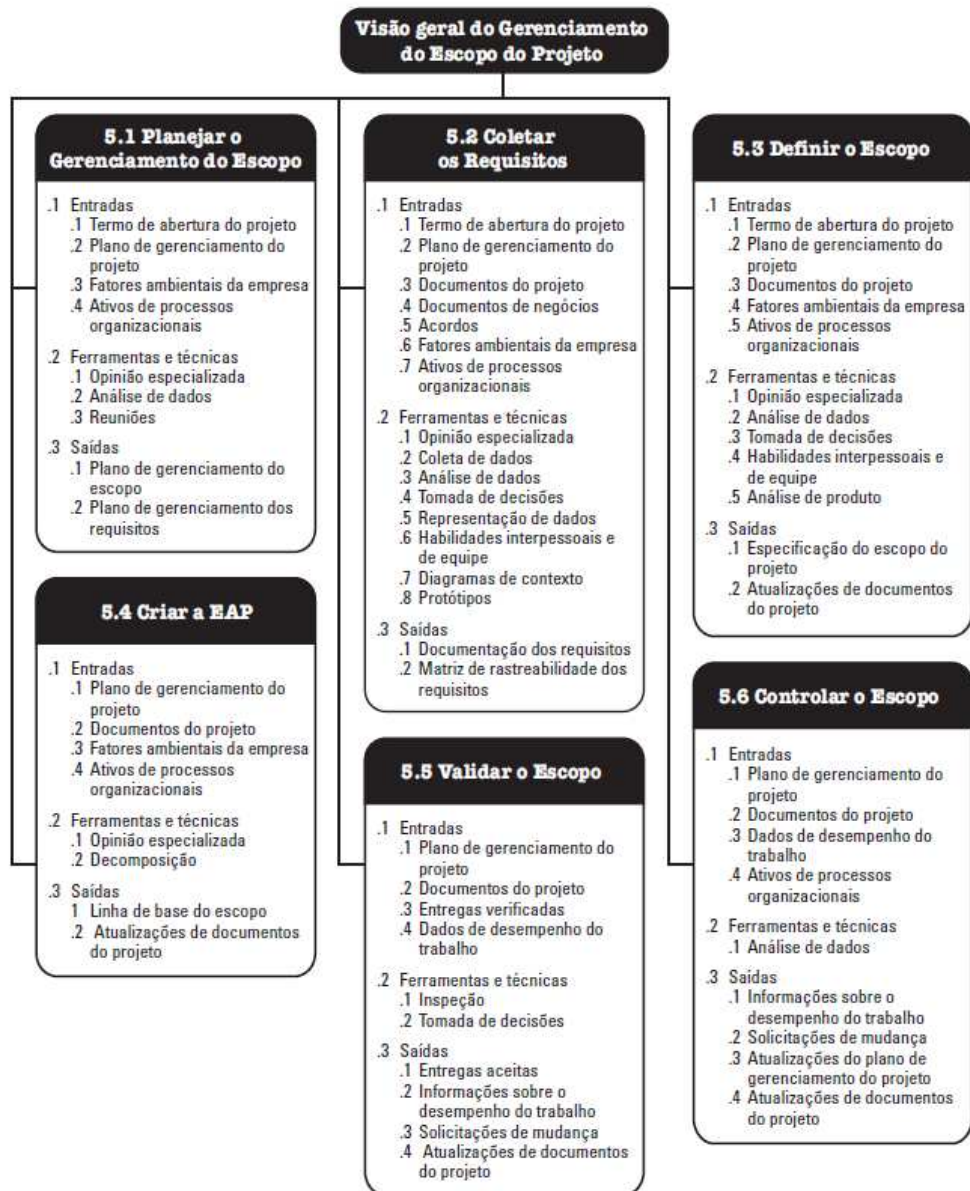 Visão geral do Gerenciamento
do Escopo do Projeto
5.1 Planejar o
Gerenciamento do Escopo
.1 Entradas
.1 Termo de abertura do projeto
.2 Plano de gerenciamento do
projeto
.3 Fatores ambientais da empresa
.4 Ativos de processos
organizacionais
.2 Ferramentas e técnicas
.1 Opinião especializada
.2 Análise de dados
.3 Reuniões
.3 Saídas
.1 Plano de gerenciamento do
escopo
.2 Plano de gerenciamento dos
requisitos
5.2 Coletar
os Requisitos
.1 Entradas
.1 Termo de abertura do projeto
.2 Plano de gerenciamento do
projeto
.3 Documentos do projeto
.4 Documentos de negócios
.5 Acordos
.6 Fatores ambientais da empresa
.7 Ativos de processos
organizacionais
.2 Ferramentas e técnicas
.1 Opinião especializada
.2 Coleta de dados
.3 Análise de dados
.4 Tomada de decisões
.5 Representação de dados
.6 Habilidades interpessoais e
de equipe
.7 Diagramas de contexto
.8 Protótipos
.3 Saídas
.1 Documentação dos requisitos
.2 Matriz de rastreabilidade dos
requisitos
5.3 Definir o Escopo
.1 Entradas
.1 Termo de abertura do projeto
.2 Plano de gerenciamento do
projeto
.3 Documentos do projeto
.4 Fatores ambientais da empresa
.5 Ativos de processos
organizacionais
.2 Ferramentas e técnicas
.1 Opinião especializada
.2 Análise de dados
.3 Tomada de decisões
.4 Habilidades interpessoais e
de equipe
.5 Análise de produto
.3 Saídas
.1 Especificação do escopo do
projeto
.2 Atualizações de documentos
do projeto
5.4 Criar a EAP
.1 Entradas
.1 Plano de gerenciamento do
projeto
.2 Documentos do projeto
.3 Fatores ambientais da empresa
.4 Ativos de processos
organizacionais
.2 Ferramentas e técnicas
.1 Opinião especializada
.2 Decomposição
.3 Saídas
1 Linha de base do escopo
.2 Atualizações de documentos
do projeto
5.5 Validar o Escopo
.1 Entradas
.1 Plano de gerenciamento do
projeto
.2 Documentos do projeto
.3 Entregas verificadas
.4 Dados de desempenho do
trabalho
.2 Ferramentas e técnicas
.1 Inspeção
.2 Tomada de decisões
.3 Saídas
.1 Entregas aceitas
.2 Informações sobre o
desempenho do trabalho
.3 Solicitações de mudança
.4 Atualizações de documentos
do projeto
5.6 Controlar o Escopo
.1 Entradas
.1 Plano de gerenciamento do
projeto
.2 Documentos do projeto
.3 Dados de desempenho do
trabalho
.4 Ativos de processos
organizacionais
.2 Ferramentas e técnicas
.1 Análise de dados
.3 Saídas
.1 Informações sobre o
desempenho do trabalho
.2 Solicitações de mudança
.3 Atualizações do plano de
gerenciamento do projeto
.4 Atualizações de documentos
do projeto